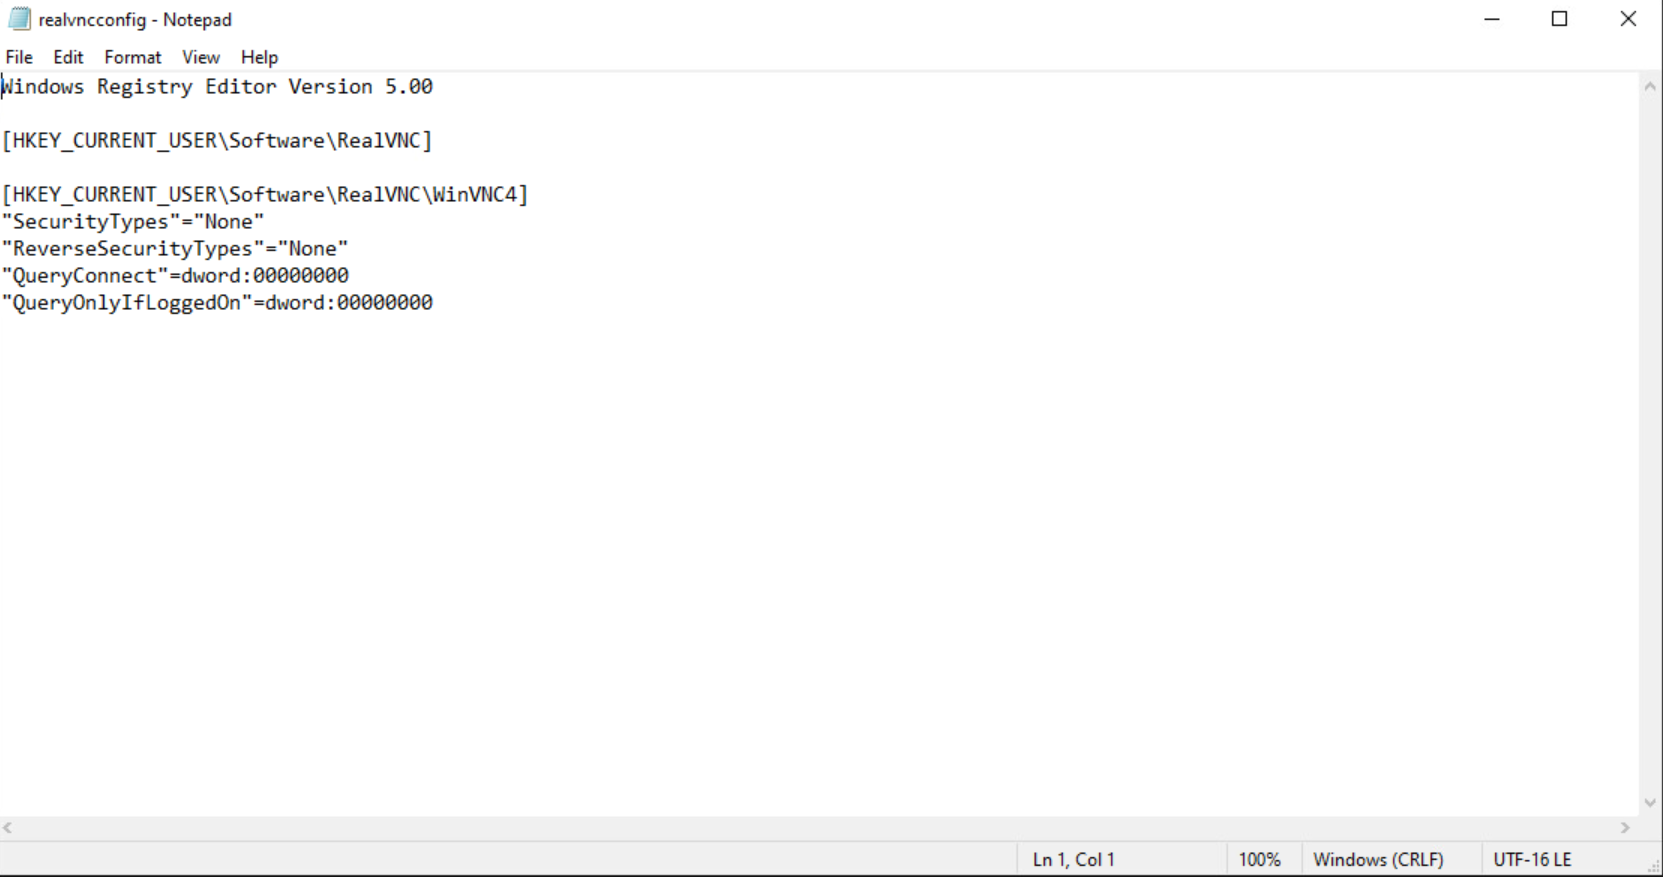 realvncconfig - Notepad
File Edit Format View Help
Windows Registry Editor Version 5.00
[HKEY_CURRENT_USER\Software\RealVNC]
[HKEY_CURRENT_USER\Software\RealVNC\WinVNC4]
"SecurityTypes"="None"
"ReverseSecurityTypes"="None"
"QueryConnect"=dword:00000000
"QueryOnlyIfLoggedOn"=dword:00000000
Ln 1, Col 1 100% Windows (CRLF) UTF-16 LE